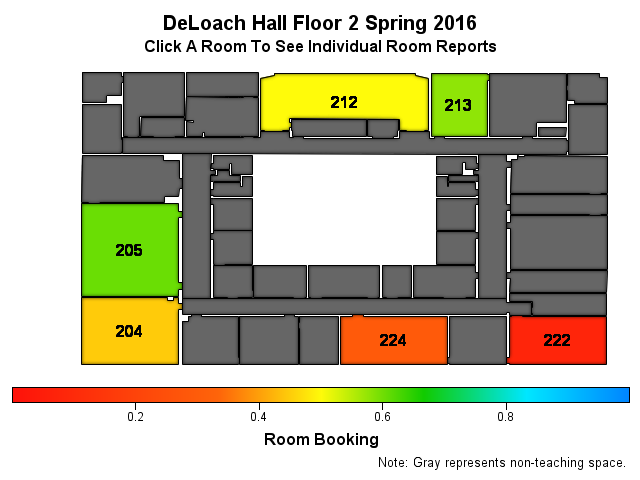 DeLoach Hall Floor 2 Spring 2016
Click A Room To See Individual Room Reports
212
213
205
204
224
222
0.2 0.4 0.6 0.8
Room Booking
Note: Gray represents non-teaching space.